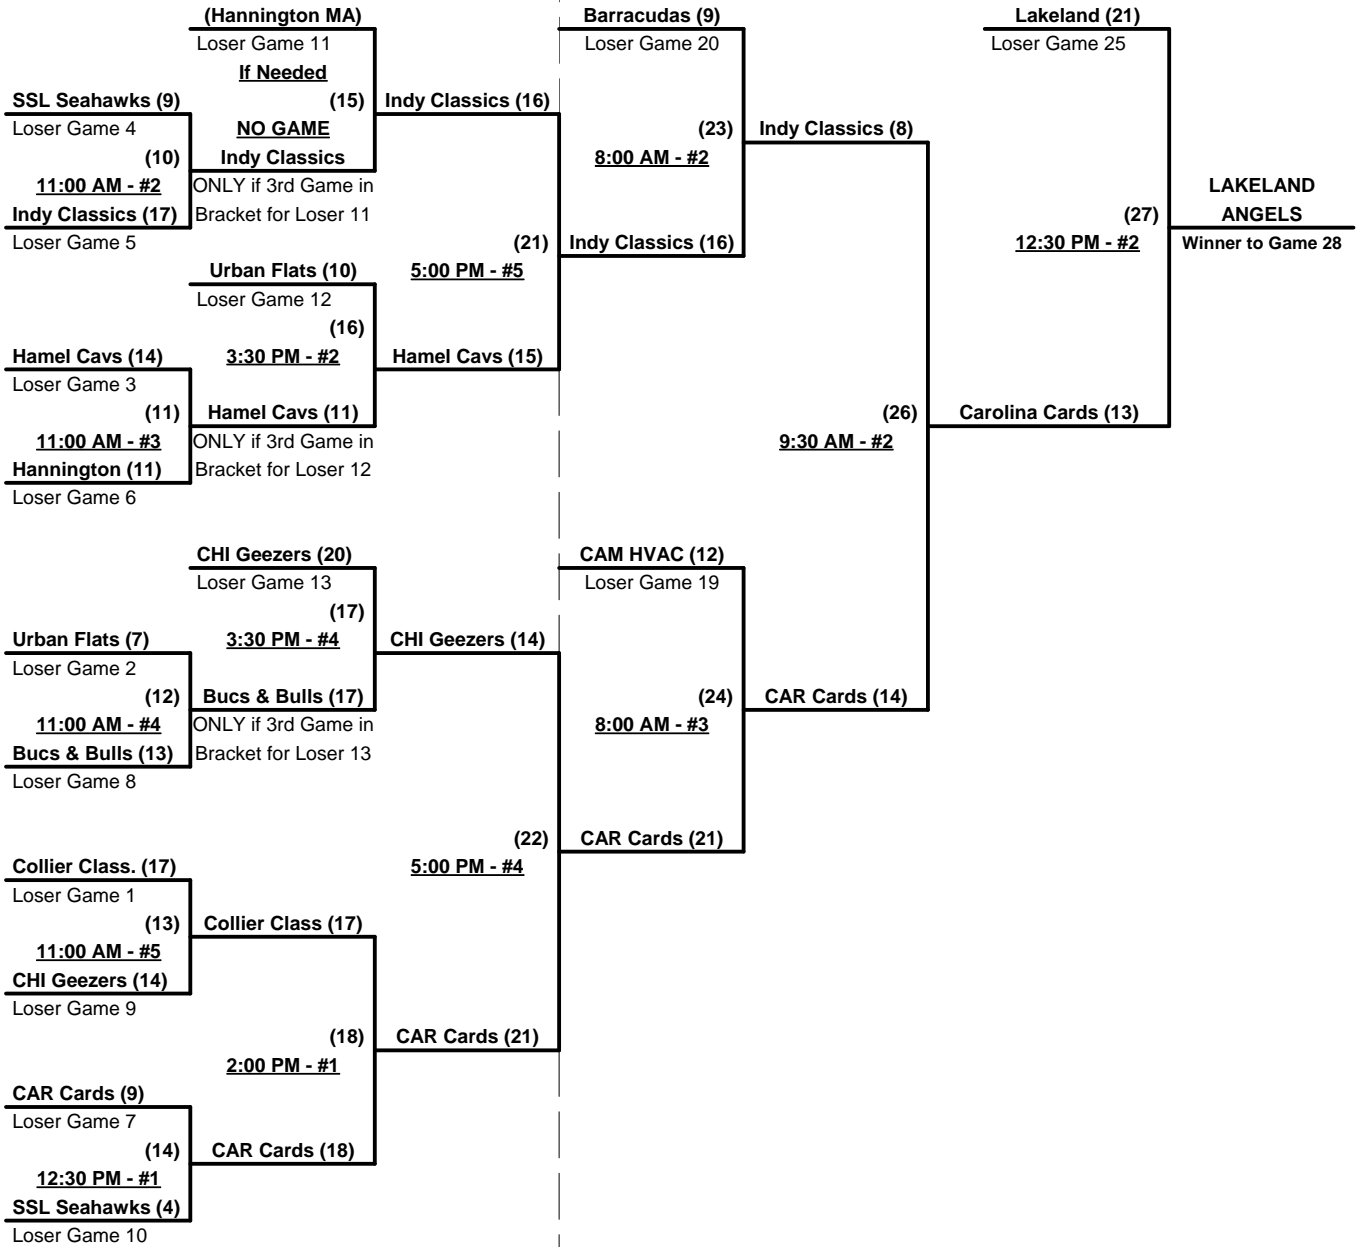 (Hannington MA)
Loser Game 11
If Needed
(15)
NO GAME
Indy Classics
ONLY if 3rd Game in
Bracket for Loser 11
SSL Seahawks (9)
Loser Game 4
(10)
11:00 AM - #2
Indy Classics (17)
Loser Game 5
Indy Classics (16)
(21)
5:00 PM - #5
Urban Flats (10)
Loser Game 12
(16)
3:30 PM - #2
Hamel Cavs (15)
Hamel Cavs (14)
Loser Game 3
(11)
11:00 AM - #3
Hannington (11)
Loser Game 6
Hamel Cavs (11)
ONLY if 3rd Game in
Bracket for Loser 12
Barracudas (9)
Loser Game 20
(23)
8:00 AM - #2
Indy Classics (16)
Indy Classics (8)
(26)
9:30 AM - #2
Lakeland (21)
Loser Game 25
(27)
12:30 PM - #2
LAKELAND
ANGELS
Winner to Game 28
Carolina Cards (13)
CHI Geezers (20)
Loser Game 13
(17)
3:30 PM - #4
CHI Geezers (14)
Urban Flats (7)
Loser Game 2
(12)
11:00 AM - #4
Bucs & Bulls (13)
Loser Game 8
Bucs & Bulls (17)
ONLY if 3rd Game in
Bracket for Loser 13
CAM HVAC (12)
Loser Game 19
(24)
8:00 AM - #3
CAR Cards (14)
(22)
5:00 PM - #4
CAR Cards (21)
Collier Class. (17)
Loser Game 1
(13)
11:00 AM - #5
CHI Geezers (14)
Loser Game 9
Collier Class (17)
(18)
2:00 PM - #1
CAR Cards (21)
CAR Cards (9)
Loser Game 7
(14)
12:30 PM - #1
SSL Seahawks (4)
Loser Game 10
CAR Cards (18)